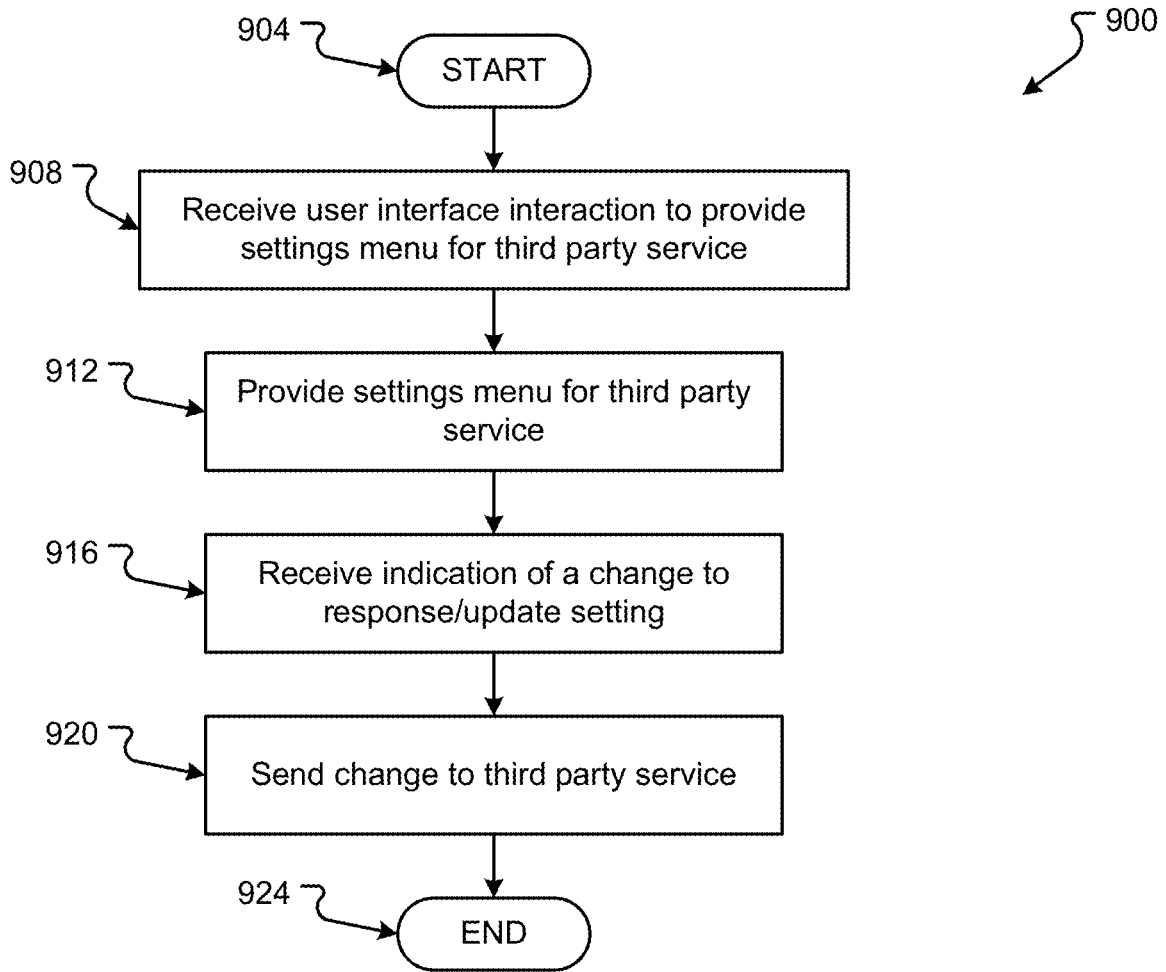 900
904
START
908
Receive user interface interaction to provide
settings menu for third party service
912
Provide settings menu for third party
service
916
Receive indication of a change to
response/update setting
920
Send change to third party service
924
END